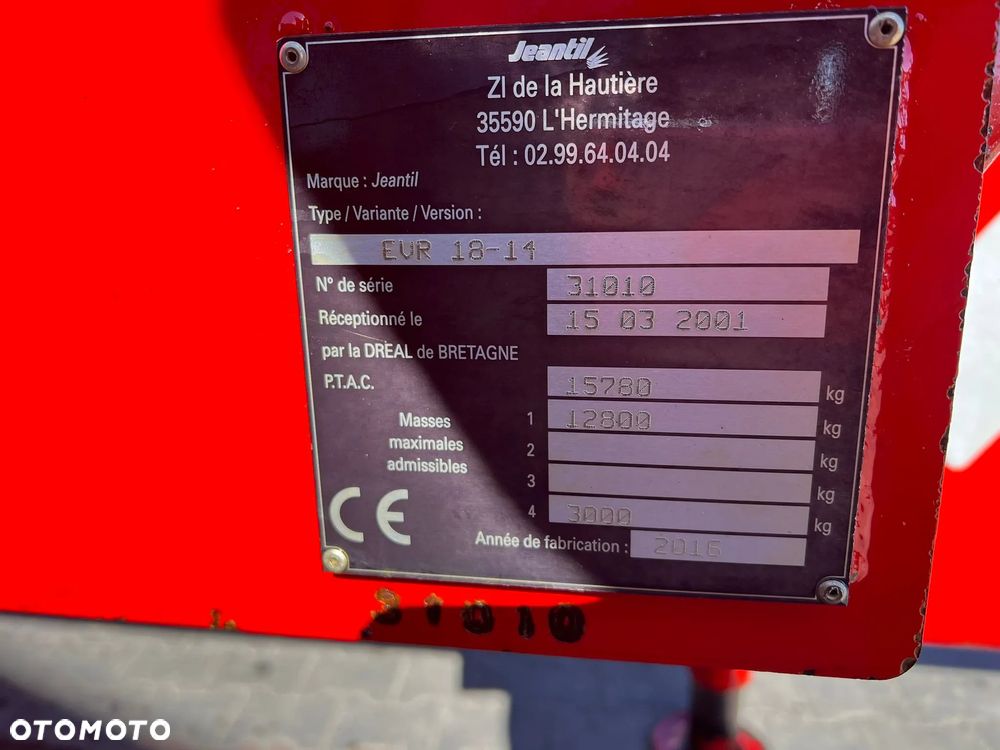 Jeantil
ZI de la Hautière
35590 L'Hermitage
Tél : 02.99.64.04.04
Marque : Jeantil
Type / Variante / Version :
EVR 18-14
N° de série 31010
Réceptionné le 15 03 2001
par la DREAL de BRETAGNE
P.T.A.C. 15780 kg
Masses maximales admissibles
1 12800 kg
2 kg
3 kg
4 3000 kg
CE
Année de fabrication : 2016
31010
OTOMOTO